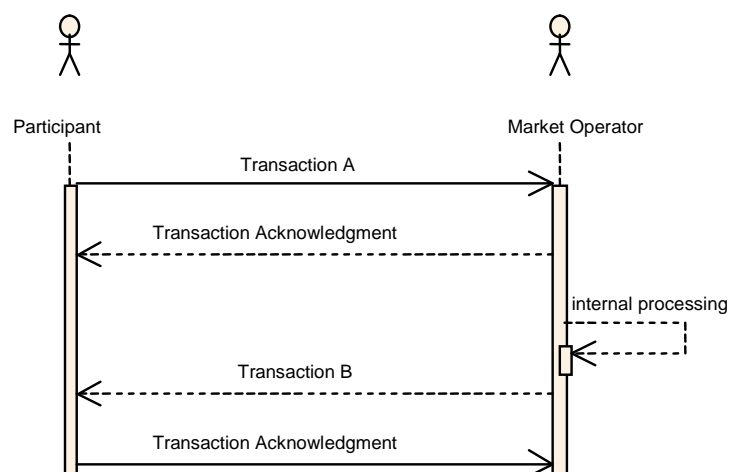 Participant
Market Operator
Transaction A
Transaction Acknowledgment
internal processing
Transaction B
Transaction Acknowledgment